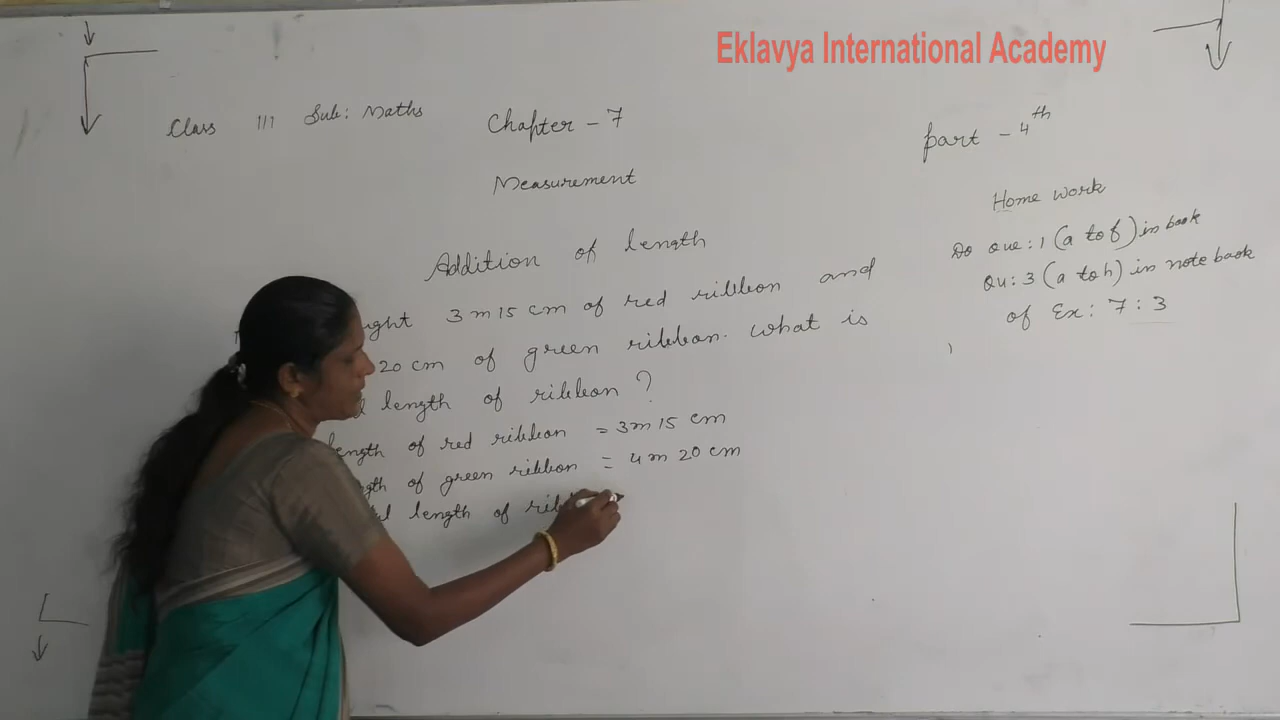 Eklavya International Academy
Class III Sub: Maths
Chapter - 7
Part - 4th
Measurement
Addition of length
3 m 15 cm of red ribbon and
20 cm of green ribbon. What is
length of ribbon ?
length of red ribbon = 3m 15 cm
of green ribbon = 4 m 20 cm
length of
Home work
Do Que: 1 (a to f) in book
Qu: 3 (a to h) in note book
of Ex: 7 : 3